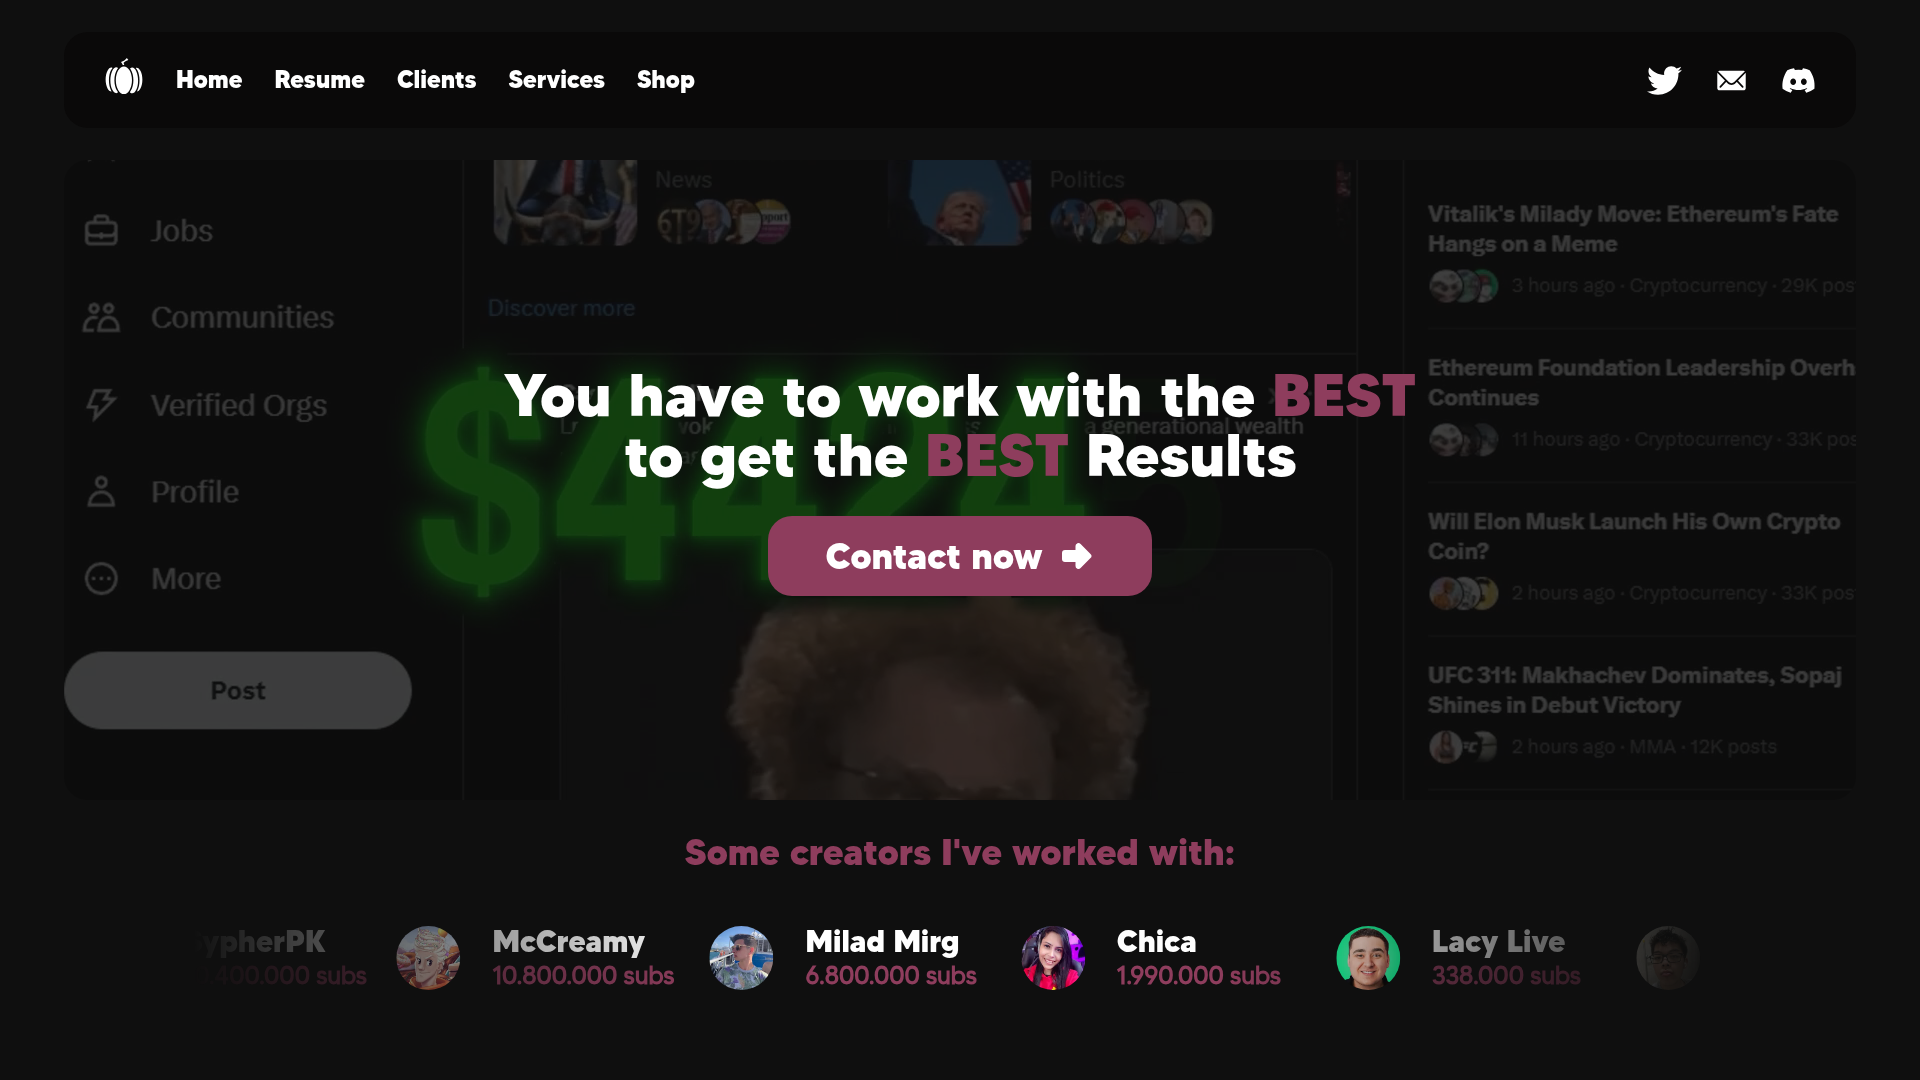 Home Resume Clients Services Shop
News
Politics
Jobs
Communities
Verified Orgs
Profile
More
Post
Discover more
$4424
You have to work with the BEST
to get the BEST Results
a generational wealth
Contact now
Vitalik's Milady Move: Ethereum's Fate
Hangs on a Meme
3 hours ago · Cryptocurrency · 29K pos
Ethereum Foundation Leadership Overh
Continues
11 hours ago · Cryptocurrency · 33K pos
Will Elon Musk Launch His Own Crypto
Coin?
2 hours ago · Cryptocurrency · 33K pos
UFC 311: Makhachev Dominates, Sopaj
Shines in Debut Victory
2 hours ago · MMA · 12K posts
Some creators I've worked with:
ypherPK
.400.000 subs
McCreamy
10.800.000 subs
Milad Mirg
6.800.000 subs
Chica
1.990.000 subs
Lacy Live
338.000 subs